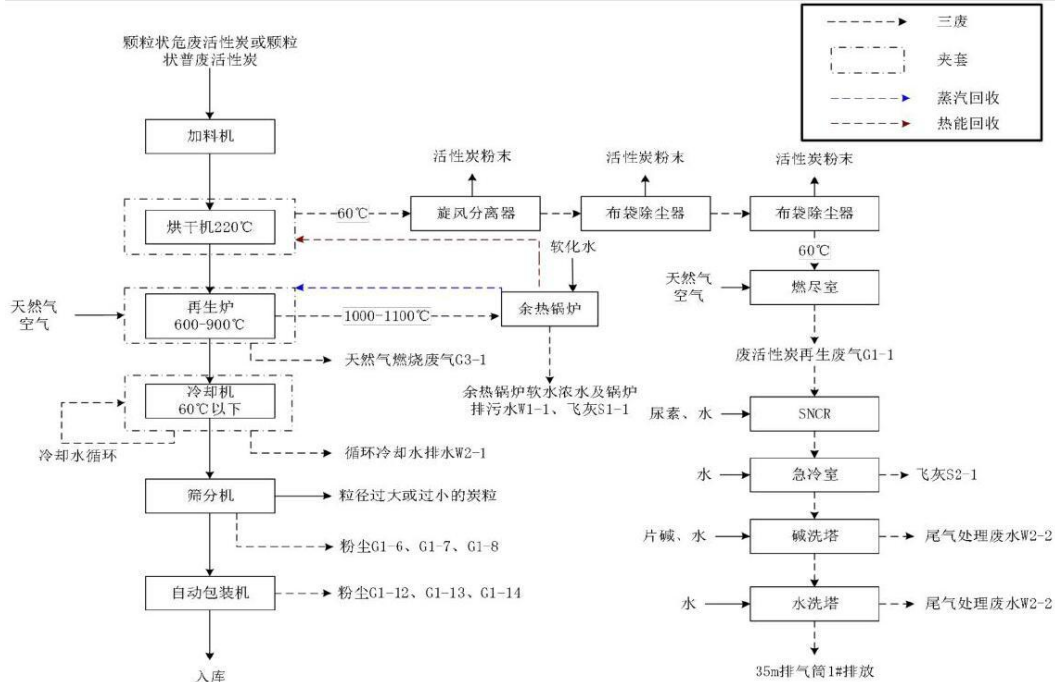 三废
夹套
蒸汽回收
热能回收
颗粒状危废活性炭或颗粒
状普废活性炭
加料机
烘干机220℃
60℃
活性炭粉末
旋风分离器
活性炭粉末
布袋除尘器
活性炭粉末
布袋除尘器
60℃
软化水
天然气
空气
再生炉
600-900℃
1000-1100℃
余热锅炉
天然气
空气
燃尽室
天然气燃烧废气G3-1
废活性炭再生废气G1-1
余热锅炉软水浓水及锅炉
排污水W1-1、飞灰S1-1
冷却机
60℃以下
冷却水循环
循环冷却水排水W2-1
尿素、水
SNCR
水
急冷室
飞灰S2-1
筛分机
粒径过大或过小的炭粒
粉尘G1-6、G1-7、G1-8
片碱、水
碱洗塔
尾气处理废水W2-2
自动包装机
粉尘G1-12、G1-13、G1-14
水
水洗塔
尾气处理废水W2-2
入库
35m排气筒1#排放